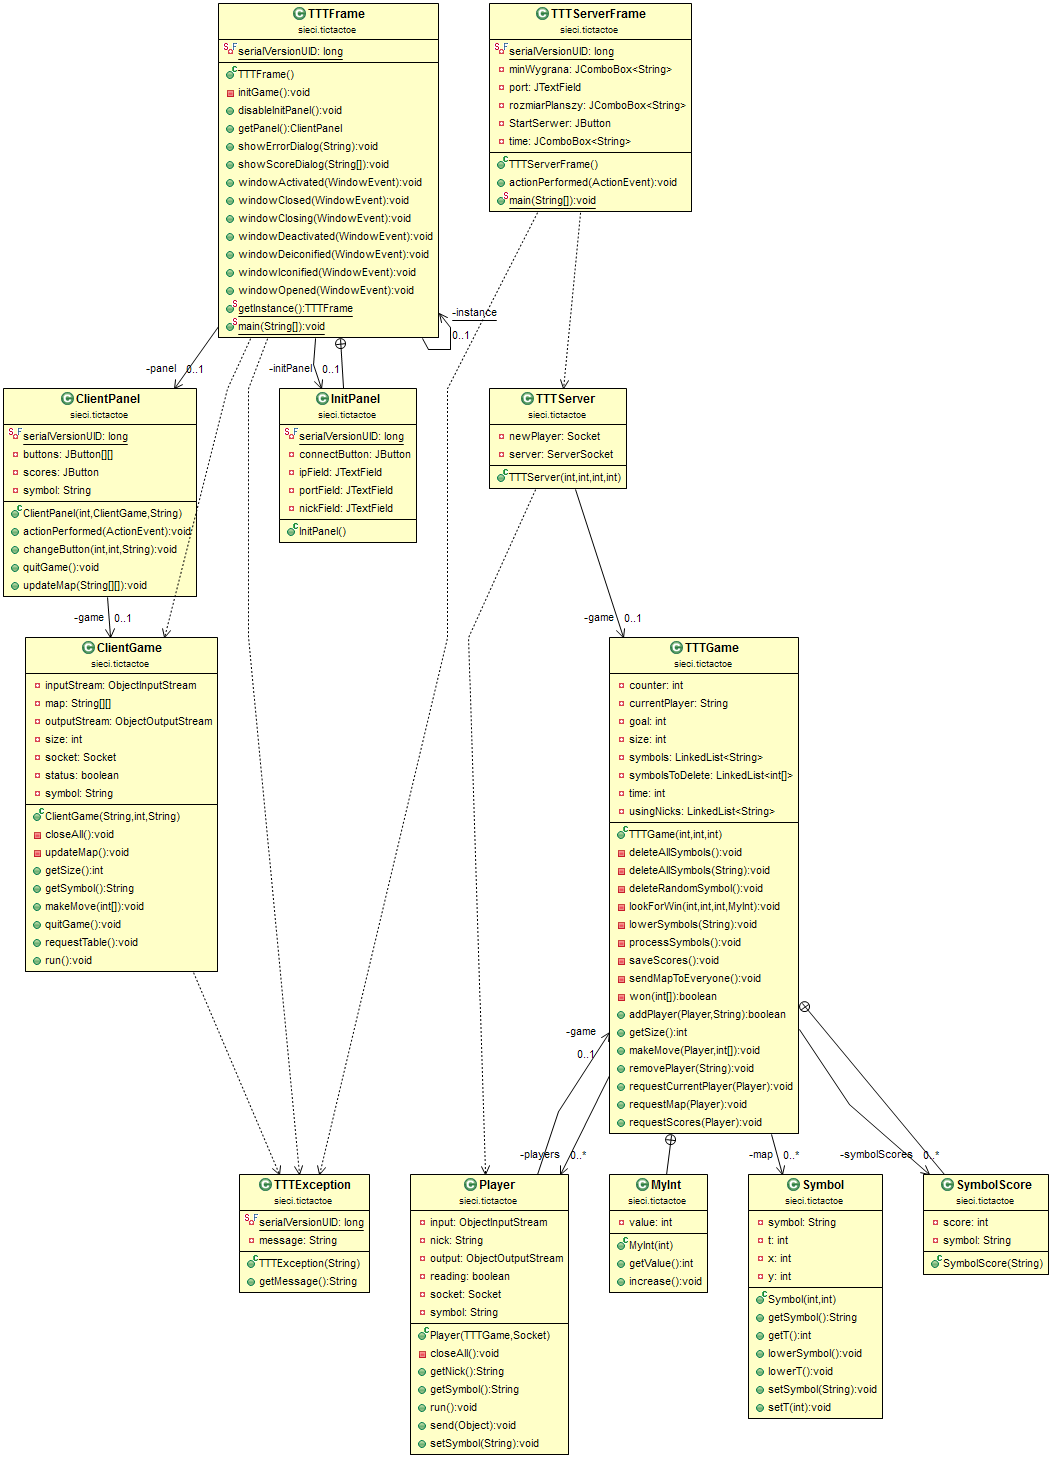 TTTFrame
sieci.tictactoe
serialVersionUID: long
TTTFrame()
initGame():void
disableInitPanel():void
getPanel():ClientPanel
showErrorDialog(String):void
showScoreDialog(String[]):void
windowActivated(WindowEvent):void
windowClosed(WindowEvent):void
windowClosing(WindowEvent):void
windowDeactivated(WindowEvent):void
windowDeiconified(WindowEvent):void
windowIconified(WindowEvent):void
windowOpened(WindowEvent):void
getInstance():TTTFrame
main(String[]):void
TTTServerFrame
sieci.tictactoe
serialVersionUID: long
minWygrana: JComboBox<String>
port: JTextField
rozmiarPlanszy: JComboBox<String>
StartSerwer: JButton
time: JComboBox<String>
TTTServerFrame()
actionPerformed(ActionEvent):void
main(String[]):void
-instance
0..1
-panel
0..1
-initPanel
0..1
ClientPanel
sieci.tictactoe
serialVersionUID: long
buttons: JButton[][]
scores: JButton
symbol: String
ClientPanel(int,ClientGame,String)
actionPerformed(ActionEvent):void
changeButton(int,int,String):void
quitGame():void
updateMap(String[][]):void
InitPanel
sieci.tictactoe
serialVersionUID: long
connectButton: JButton
ipField: JTextField
portField: JTextField
nickField: JTextField
InitPanel()
TTTServer
sieci.tictactoe
newPlayer: Socket
server: ServerSocket
TTTServer(int,int,int,int)
-game
0..1
-game
0..1
ClientGame
sieci.tictactoe
inputStream: ObjectInputStream
map: String[][]
outputStream: ObjectOutputStream
size: int
socket: Socket
status: boolean
symbol: String
ClientGame(String,int,String)
closeAll():void
updateMap():void
getSize():int
getSymbol():String
makeMove(int[]):void
quitGame():void
requestTable():void
run():void
TTTGame
sieci.tictactoe
counter: int
currentPlayer: String
goal: int
size: int
symbols: LinkedList<String>
symbolsToDelete: LinkedList<int[]>
time: int
usingNicks: LinkedList<String>
TTTGame(int,int,int)
deleteAllSymbols():void
deleteAllSymbols(String):void
deleteRandomSymbol():void
lookForWin(int,int,int,MyInt):void
lowerSymbols(String):void
processSymbols():void
saveScores():void
sendMapToEveryone():void
won(int[]):boolean
addPlayer(Player,String):boolean
getSize():int
makeMove(Player,int[]):void
removePlayer(String):void
requestCurrentPlayer(Player):void
requestMap(Player):void
requestScores(Player):void
-game
0..1
-players
0..*
-map
0..*
-symbolScores
0..*
TTTException
sieci.tictactoe
serialVersionUID: long
message: String
TTTException(String)
getMessage():String
Player
sieci.tictactoe
input: ObjectInputStream
nick: String
output: ObjectOutputStream
reading: boolean
socket: Socket
symbol: String
Player(TTTGame,Socket)
closeAll():void
getNick():String
getSymbol():String
run():void
send(Object):void
setSymbol(String):void
MyInt
sieci.tictactoe
value: int
MyInt(int)
getValue():int
increase():void
Symbol
sieci.tictactoe
symbol: String
t: int
x: int
y: int
Symbol(int,int)
getSymbol():String
getT():int
lowerSymbol():void
lowerT():void
setSymbol(String):void
setT(int):void
SymbolScore
sieci.tictactoe
score: int
symbol: String
SymbolScore(String)